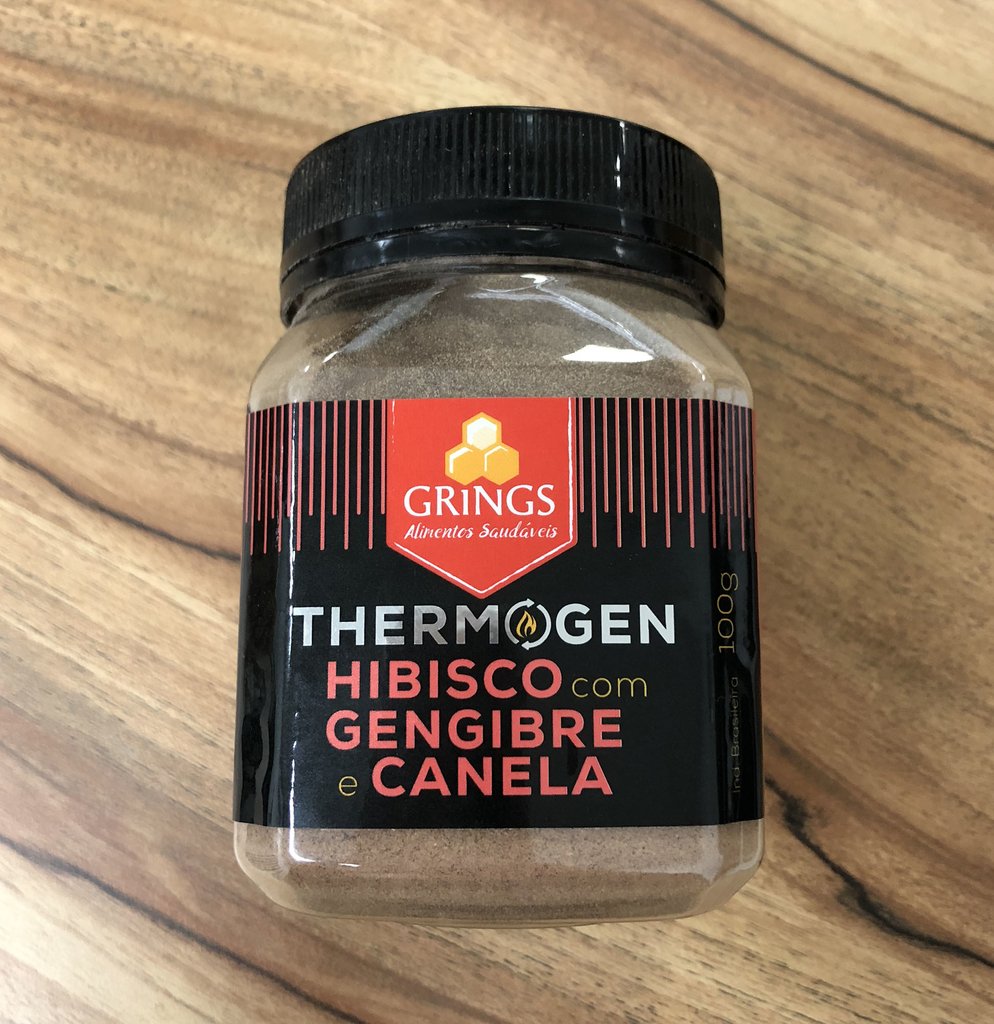 GRINGS
Alimentos Saudáveis
THERMOGEN
HIBISCO com
GENGIBRE
e CANELA
100g
Ind Brasileira